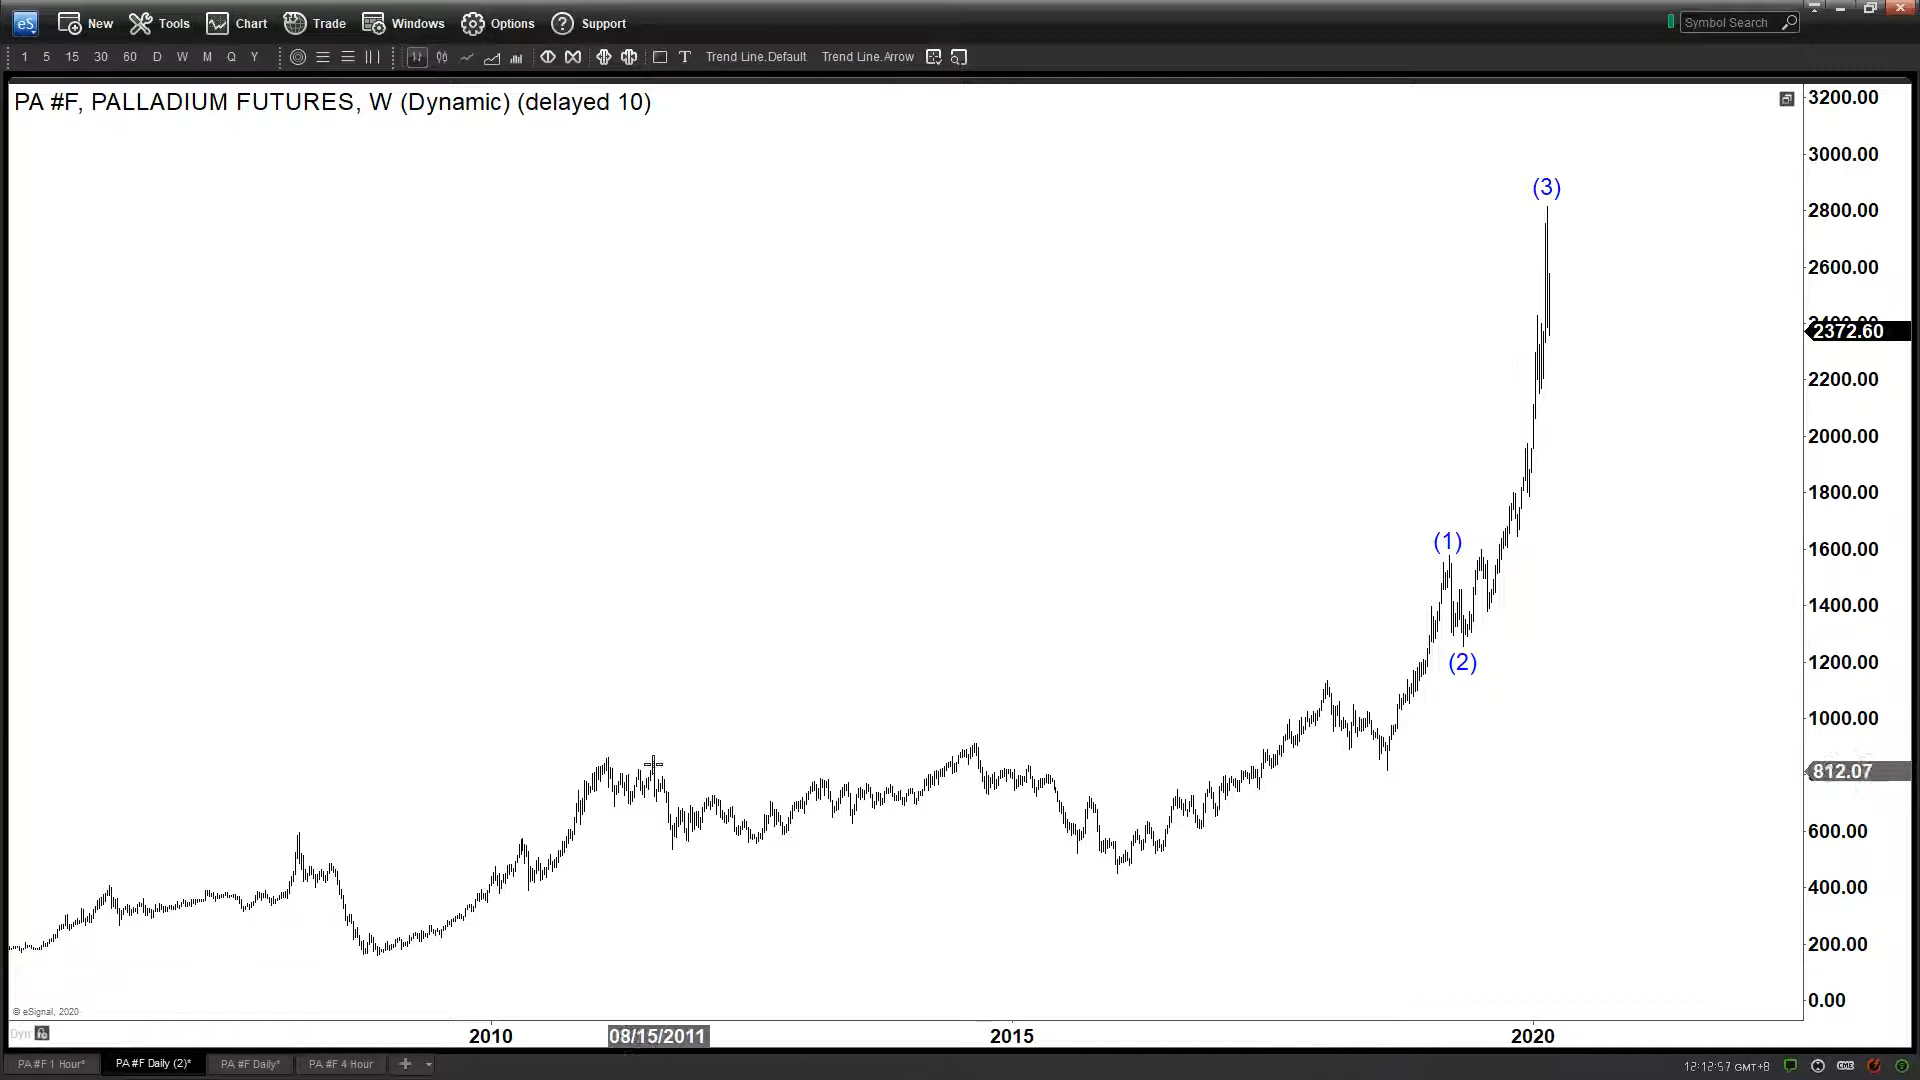 eS New Tools Chart Trade Windows Options Support Symbol Search
1 5 15 30 60 D W M Q Y T Trend Line.Default Trend Line.Arrow
PA #F, PALLADIUM FUTURES, W (Dynamic) (delayed 10)
3200.00
3000.00
(3)
2800.00
2600.00
2372.60
2200.00
2000.00
1800.00
(1)
1600.00
1400.00
(2)
1200.00
1000.00
812.07
600.00
400.00
200.00
0.00
© eSignal, 2020
Dyn
2010 08/15/2011 2015 2020
PA #F 1 Hour* PA #F Daily (2)* PA #F Daily* PA #F 4 Hour 12:12:57 GMT+8 CME